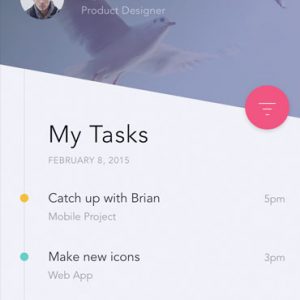 Product Designer
My Tasks
FEBRUARY 8, 2015
Catch up with Brian 5pm
Mobile Project
Make new icons 3pm
Web App